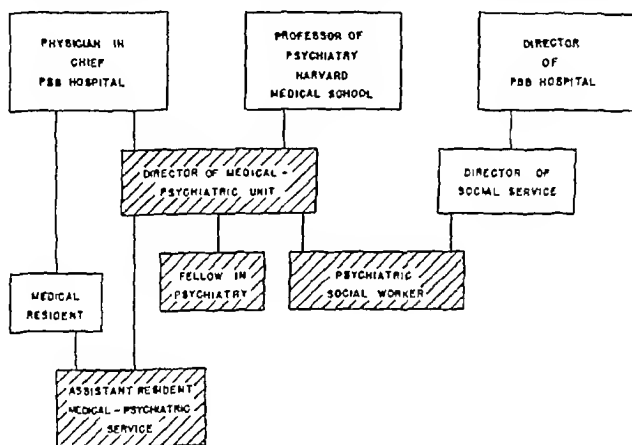 PHYSICIAN IN
CHIEF
PBB HOSPITAL
PROFESSOR OF
PSYCHIATRY
HARVARD
MEDICAL SCHOOL
DIRECTOR
OF
PBB HOSPITAL
DIRECTOR OF MEDICAL-
PSYCHIATRIC UNIT
DIRECTOR OF
SOCIAL SERVICE
FELLOW IN
PSYCHIATRY
PSYCHIATRIC
SOCIAL WORKER
MEDICAL
RESIDENT
ASSISTANT RESIDENT
MEDICAL-PSYCHIATRIC
SERVICE